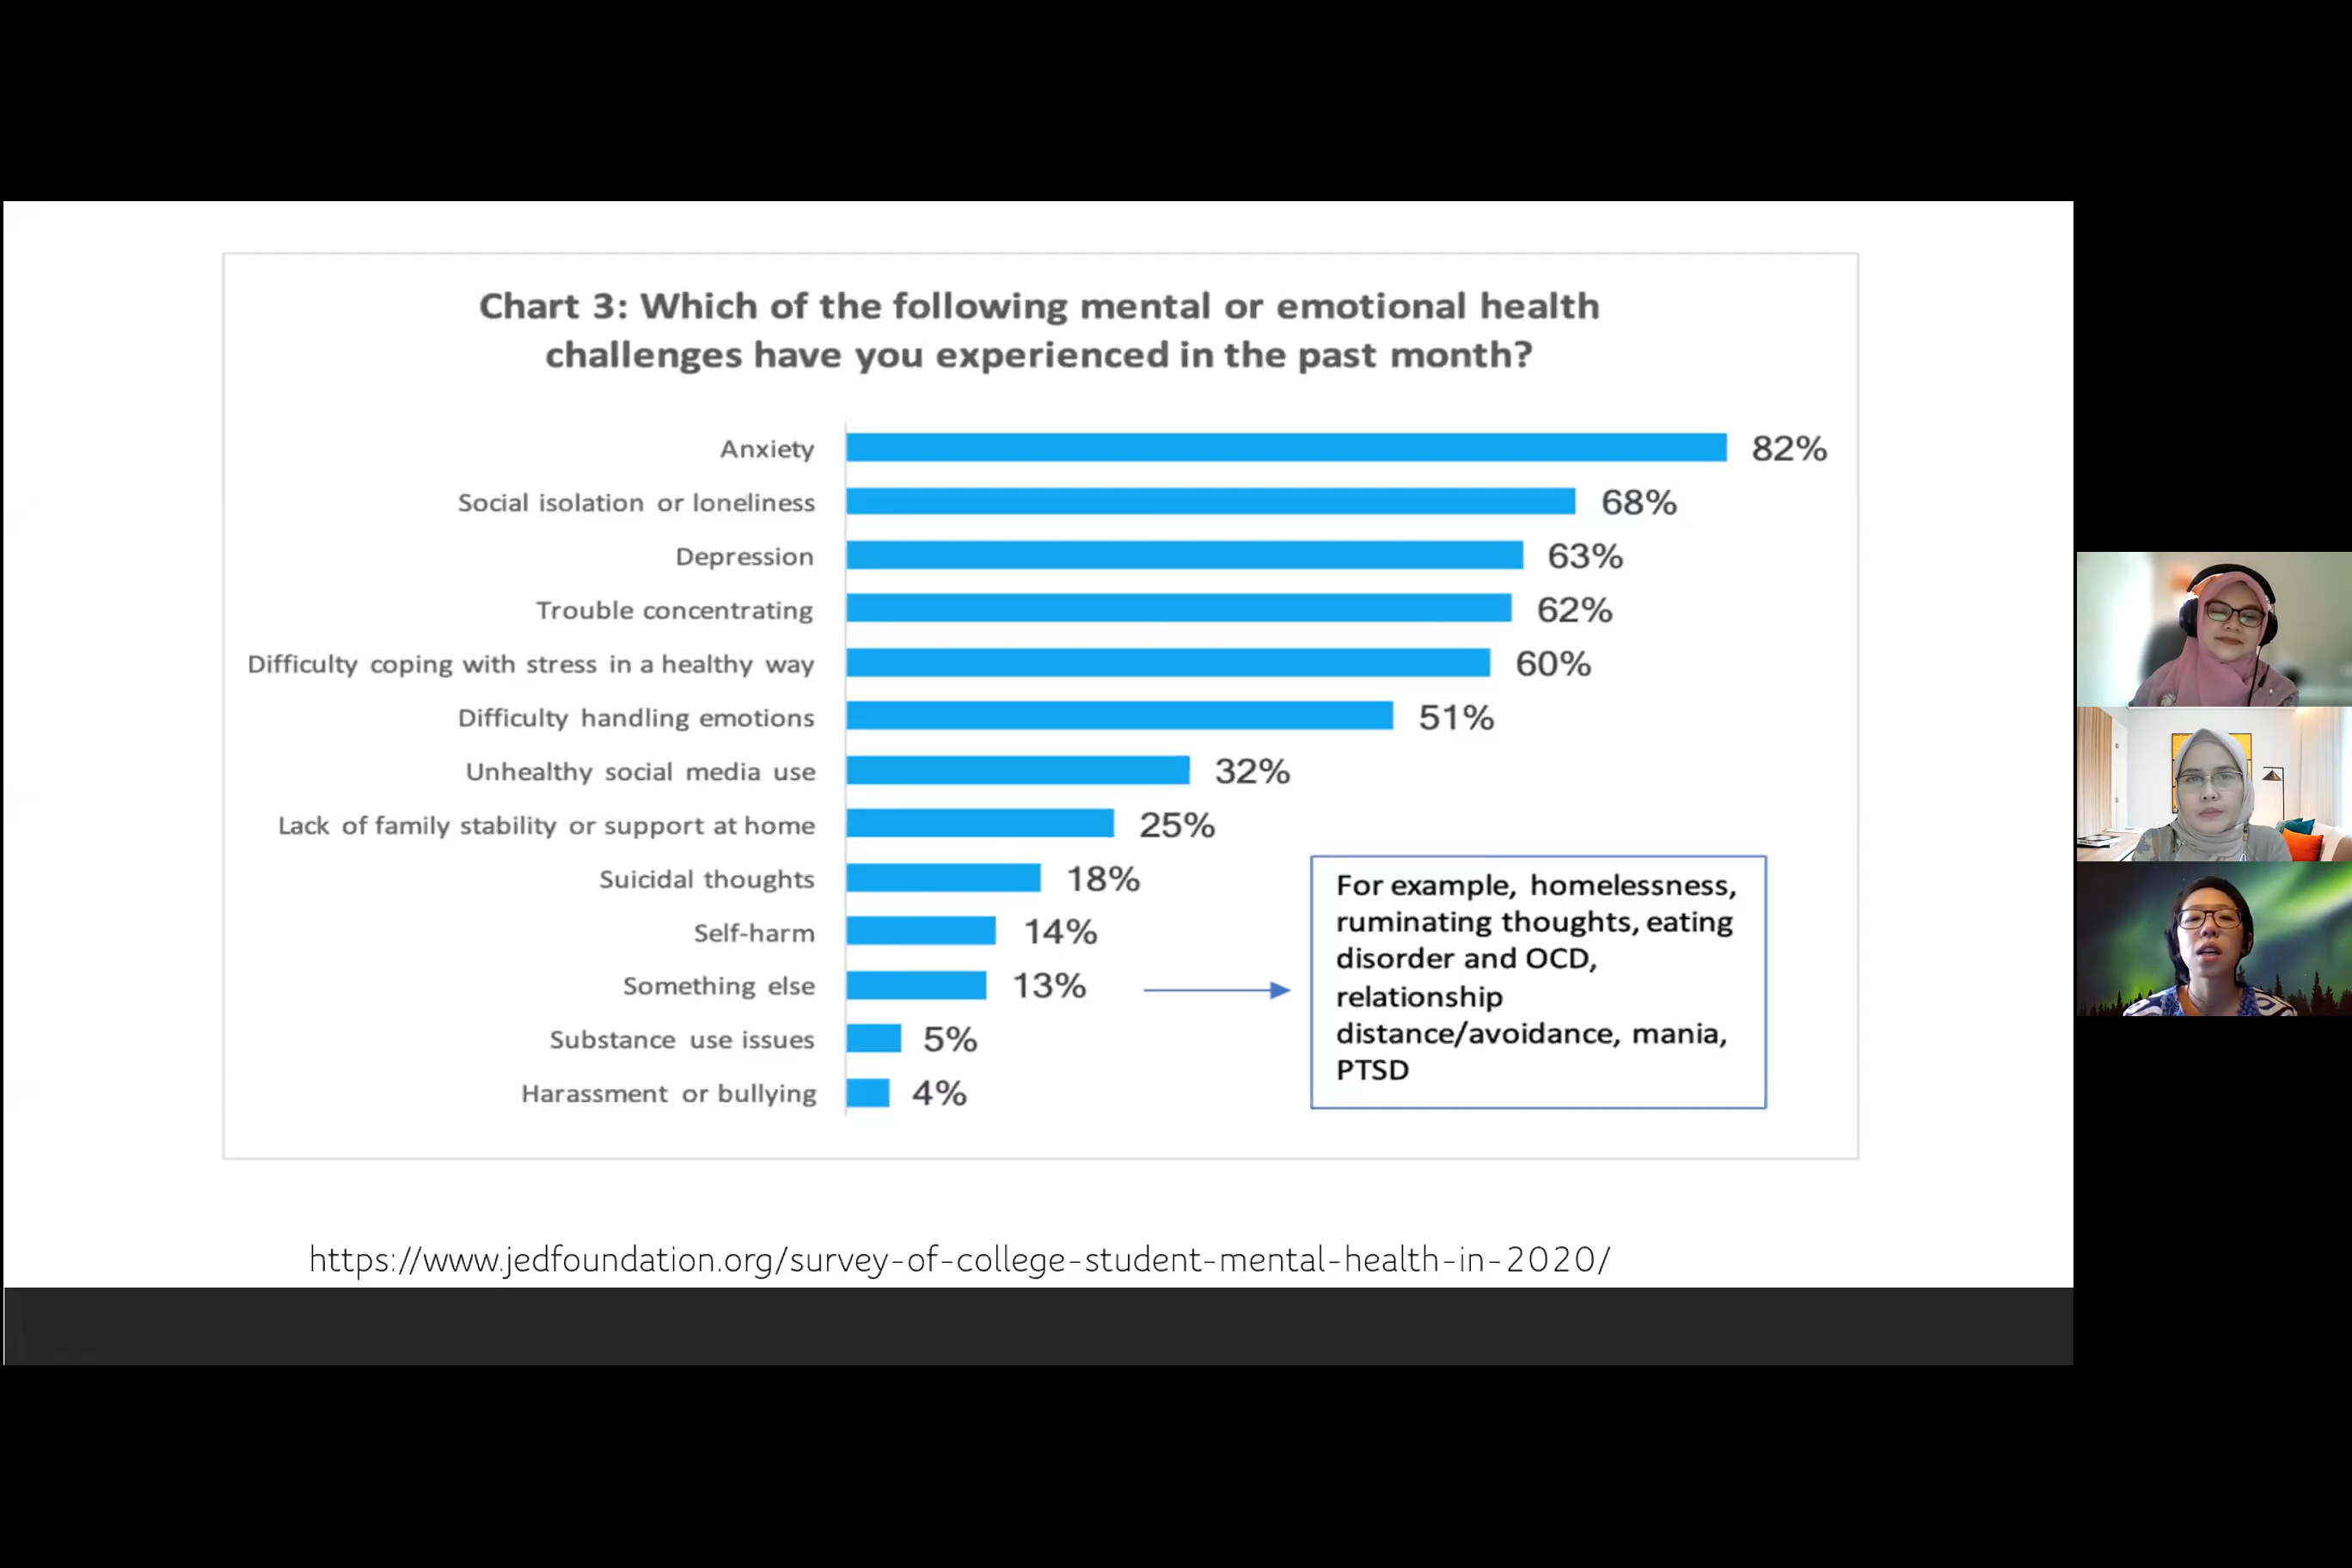 Chart 3: Which of the following mental or emotional health
challenges have you experienced in the past month?
Anxiety 82%
Social isolation or loneliness 68%
Depression 63%
Trouble concentrating 62%
Difficulty coping with stress in a healthy way 60%
Difficulty handling emotions 51%
Unhealthy social media use 32%
Lack of family stability or support at home 25%
Suicidal thoughts 18%
Self-harm 14%
Something else 13%
Substance use issues 5%
Harassment or bullying 4%
For example, homelessness,
ruminating thoughts, eating
disorder and OCD,
relationship
distance/avoidance, mania,
PTSD
https://www.jedfoundation.org/survey-of-college-student-mental-health-in-2020/